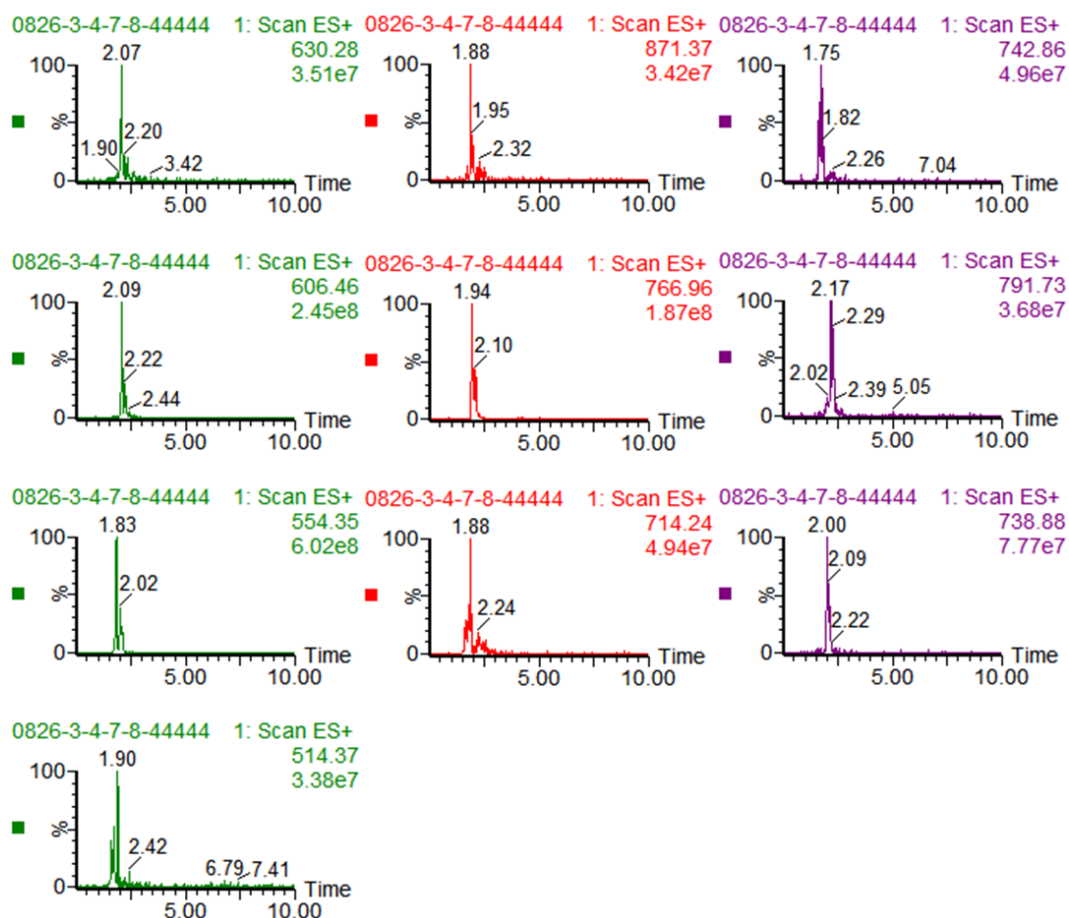 0826-3-4-7-8-44444 1: Scan ES+
630.28
3.51e7
2.07
100
%
1.90
2.20
3.42
0
Time
5.00 10.00
0826-3-4-7-8-44444 1: Scan ES+
871.37
3.42e7
1.88
100
%
1.95
2.32
0
Time
5.00 10.00
0826-3-4-7-8-44444 1: Scan ES+
742.86
4.96e7
1.75
100
%
1.82
2.26
7.04
0
Time
5.00 10.00
0826-3-4-7-8-44444 1: Scan ES+
606.46
2.45e8
2.09
100
%
2.22
2.44
0
Time
5.00 10.00
0826-3-4-7-8-44444 1: Scan ES+
766.96
1.87e8
1.94
100
%
2.10
0
Time
5.00 10.00
0826-3-4-7-8-44444 1: Scan ES+
791.73
3.68e7
2.17
100
%
2.29
2.02
2.39 5.05
0
Time
5.00 10.00
0826-3-4-7-8-44444 1: Scan ES+
554.35
6.02e8
1.83
100
%
2.02
0
Time
5.00 10.00
0826-3-4-7-8-44444 1: Scan ES+
714.24
4.94e7
1.88
100
%
2.24
0
Time
5.00 10.00
0826-3-4-7-8-44444 1: Scan ES+
738.88
7.77e7
2.00
100
%
2.09
2.22
0
Time
5.00 10.00
0826-3-4-7-8-44444 1: Scan ES+
514.37
3.38e7
1.90
100
%
2.42
6.79 7.41
0
Time
5.00 10.00